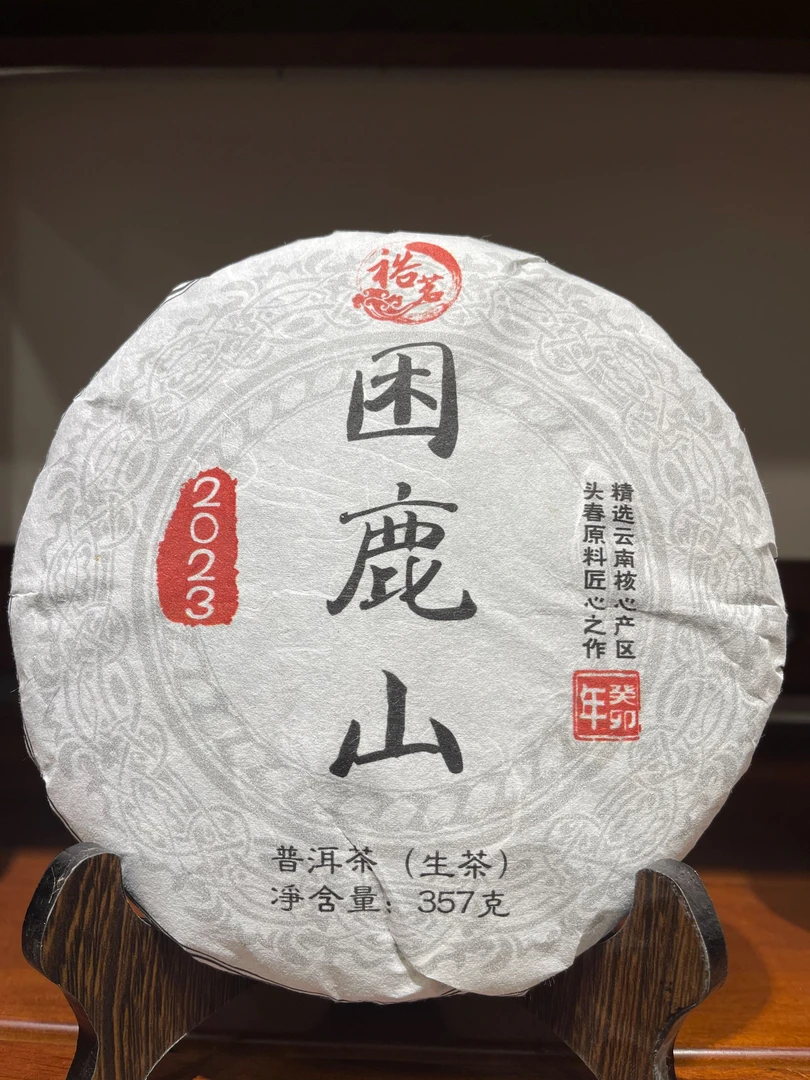 裕茗
困鹿山
2023
精选云南核心产区
头春原料匠心之作
癸卯年
普洱茶（生茶）
淨含量：357克